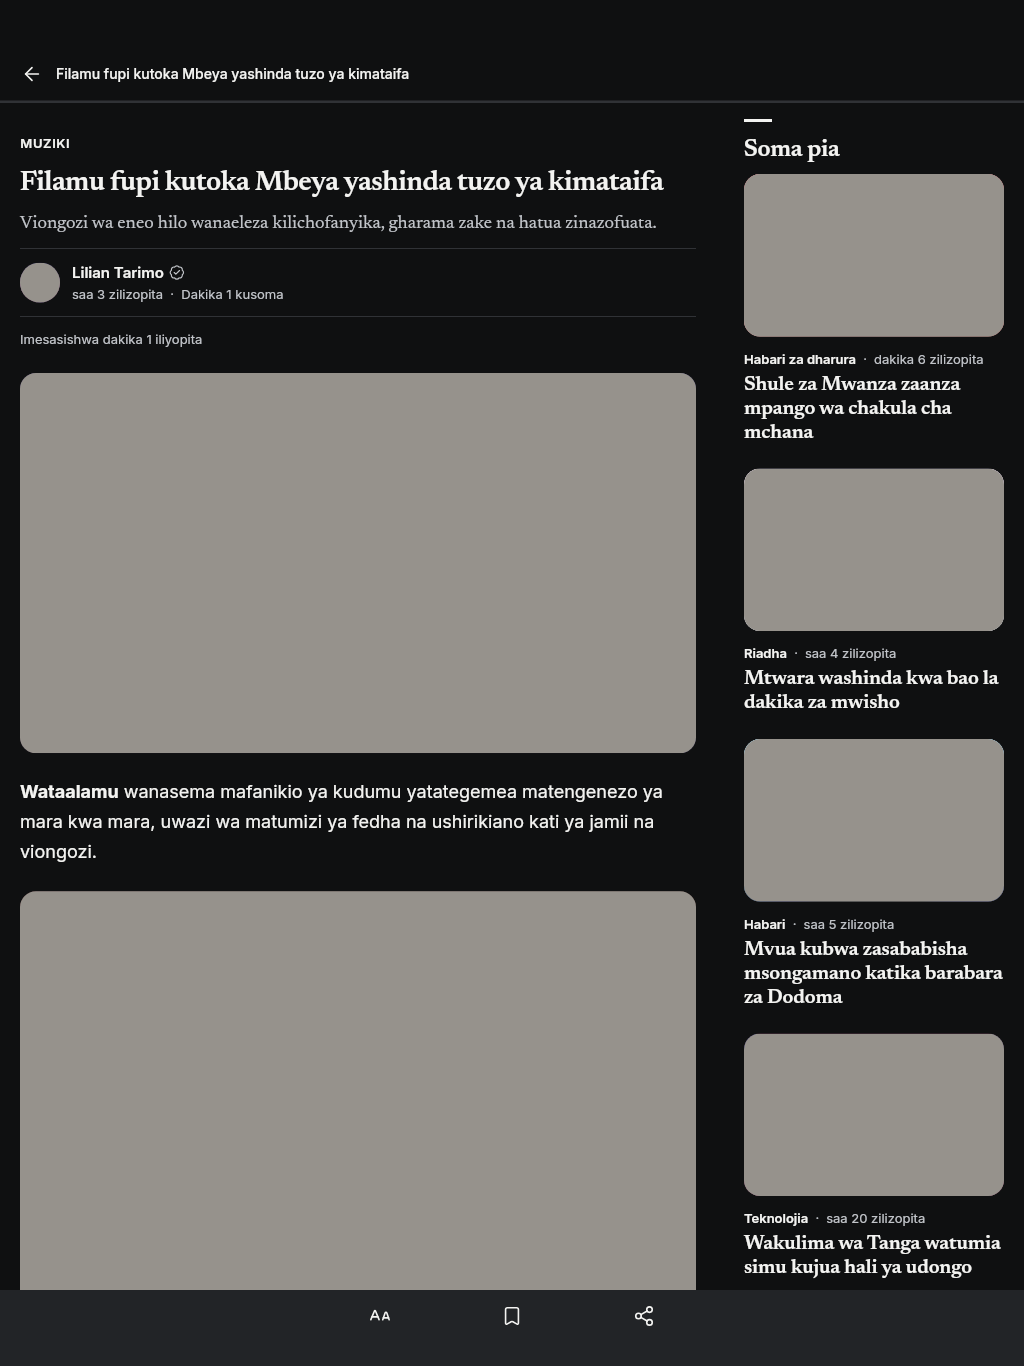 Filamu fupi kutoka Mbeya yashinda tuzo ya kimataifa
MUZIKI
Filamu fupi kutoka Mbeya yashinda tuzo ya kimataifa
Viongozi wa eneo hilo wanaeleza kilichofanyika, gharama zake na hatua zinazofuata.
Lilian Tarimo
saa 3 zilizopita · Dakika 1 kusoma
Imesasishwa dakika 1 iliyopita
Wataalamu wanasema mafanikio ya kudumu yatategemea matengenezo ya
mara kwa mara, uwazi wa matumizi ya fedha na ushirikiano kati ya jamii na
viongozi.
Soma pia
Habari za dharura · dakika 6 zilizopita
Shule za Mwanza zaanza
mpango wa chakula cha
mchana
Riadha · saa 4 zilizopita
Mtwara washinda kwa bao la
dakika za mwisho
Habari · saa 5 zilizopita
Mvua kubwa zasababisha
msongamano katika barabara
za Dodoma
Teknolojia · saa 20 zilizopita
Wakulima wa Tanga watumia
simu kujua hali ya udongo
AA